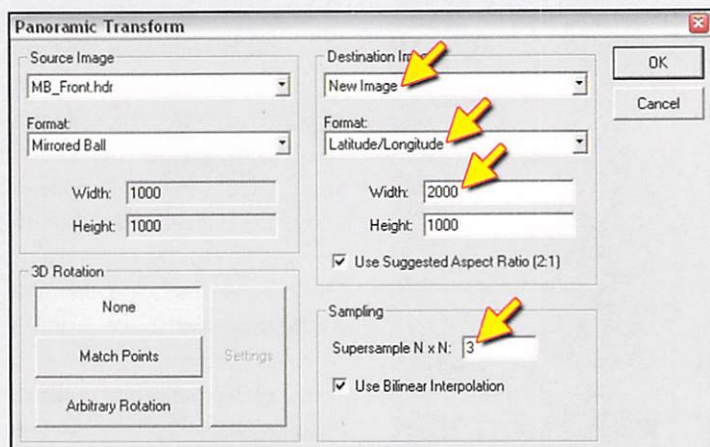 Panoramic Transform
Source Image
MB_Front.hdr
Format:
Mirrored Ball
Width: 1000
Height: 1000
3D Rotation
None
Match Points
Arbitrary Rotation
Settings
Destination Im
New Image
Format:
Latitude/Longitude
Width: 2000
Height: 1000
Use Suggested Aspect Ratio (2:1)
Sampling
Supersample N x N: 3
Use Bilinear Interpolation
OK
Cancel